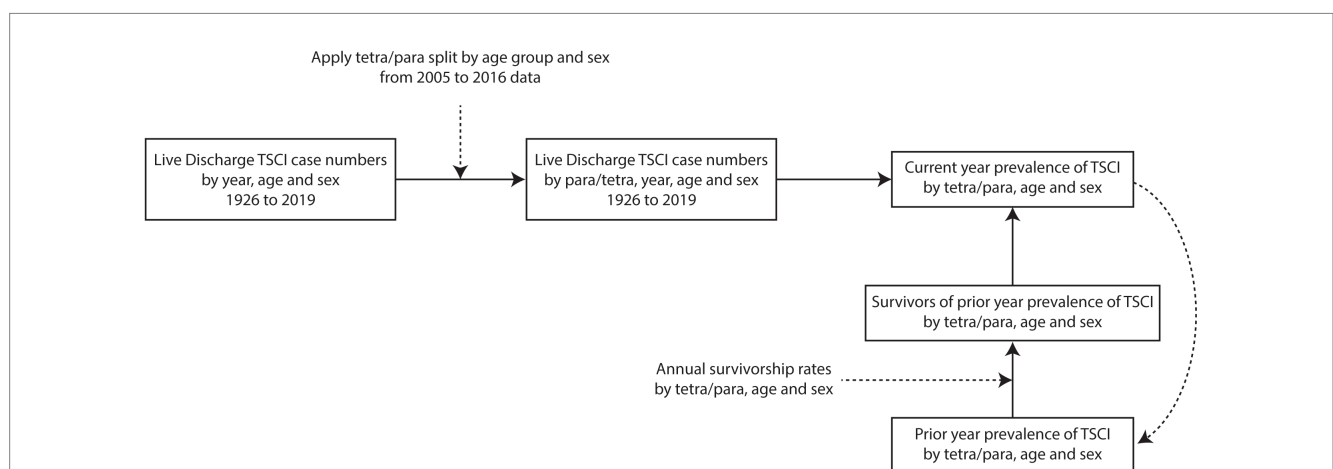 Apply tetra/para split by age group and sex
from 2005 to 2016 data
Live Discharge TSCI case numbers
by year, age and sex
1926 to 2019
Live Discharge TSCI case numbers
by para/tetra, year, age and sex
1926 to 2019
Current year prevalence of TSCI
by tetra/para, age and sex
Survivors of prior year prevalence of TSCI
by tetra/para, age and sex
Annual survivorship rates
by tetra/para, age and sex
Prior year prevalence of TSCI
by tetra/para, age and sex